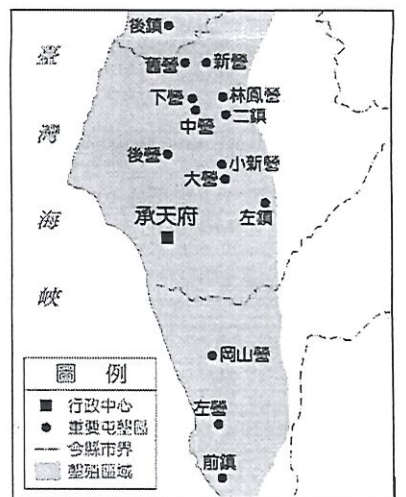 臺灣海峽
後鎮
舊營
新營
下營
林鳳營
中營
二鎮
後營
小新營
大營
左鎮
承天府
岡山營
左營
前鎮
圖例
行政中心
重要屯墾區
今縣市界
墾殖區域